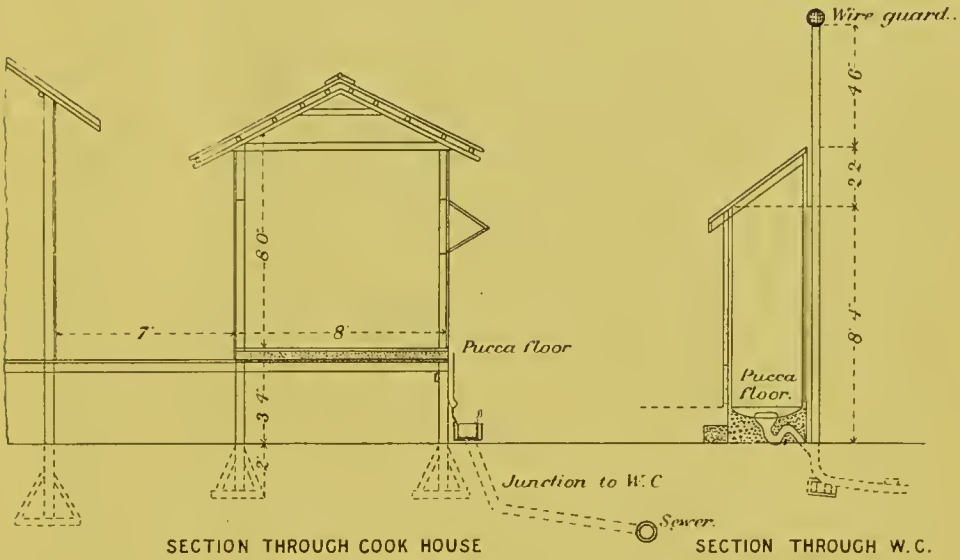 Wire guard..
4' 6"
2' 2"
8' 0"
8' 4"
7'
8'
Pucca floor
Pucca
floor.
3' 4"
2'
Junction to W.C
Sewer.
SECTION THROUGH COOK HOUSE
SECTION THROUGH W.C.